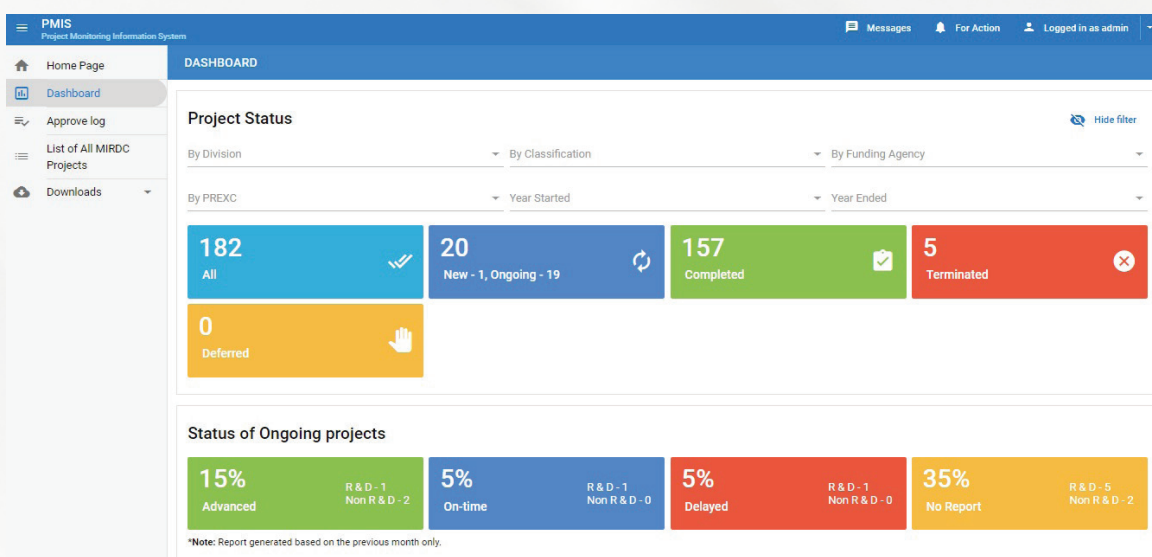 PMIS
Project Monitoring Information System
Messages
For Action
Logged in as admin
Home Page
Dashboard
Approve log
List of All MIRDC
Projects
Downloads
DASHBOARD
Project Status
Hide filter
By Division
By Classification
By Funding Agency
By PREXC
Year Started
Year Ended
182
All
20
New - 1, Ongoing - 19
157
Completed
5
Terminated
0
Deferred
Status of Ongoing projects
15%
Advanced
R & D - 1
Non R & D - 2
5%
On-time
R & D - 1
Non R & D - 0
5%
Delayed
R & D - 1
Non R & D - 0
35%
No Report
R & D - 5
Non R & D - 2
*Note: Report generated based on the previous month only.